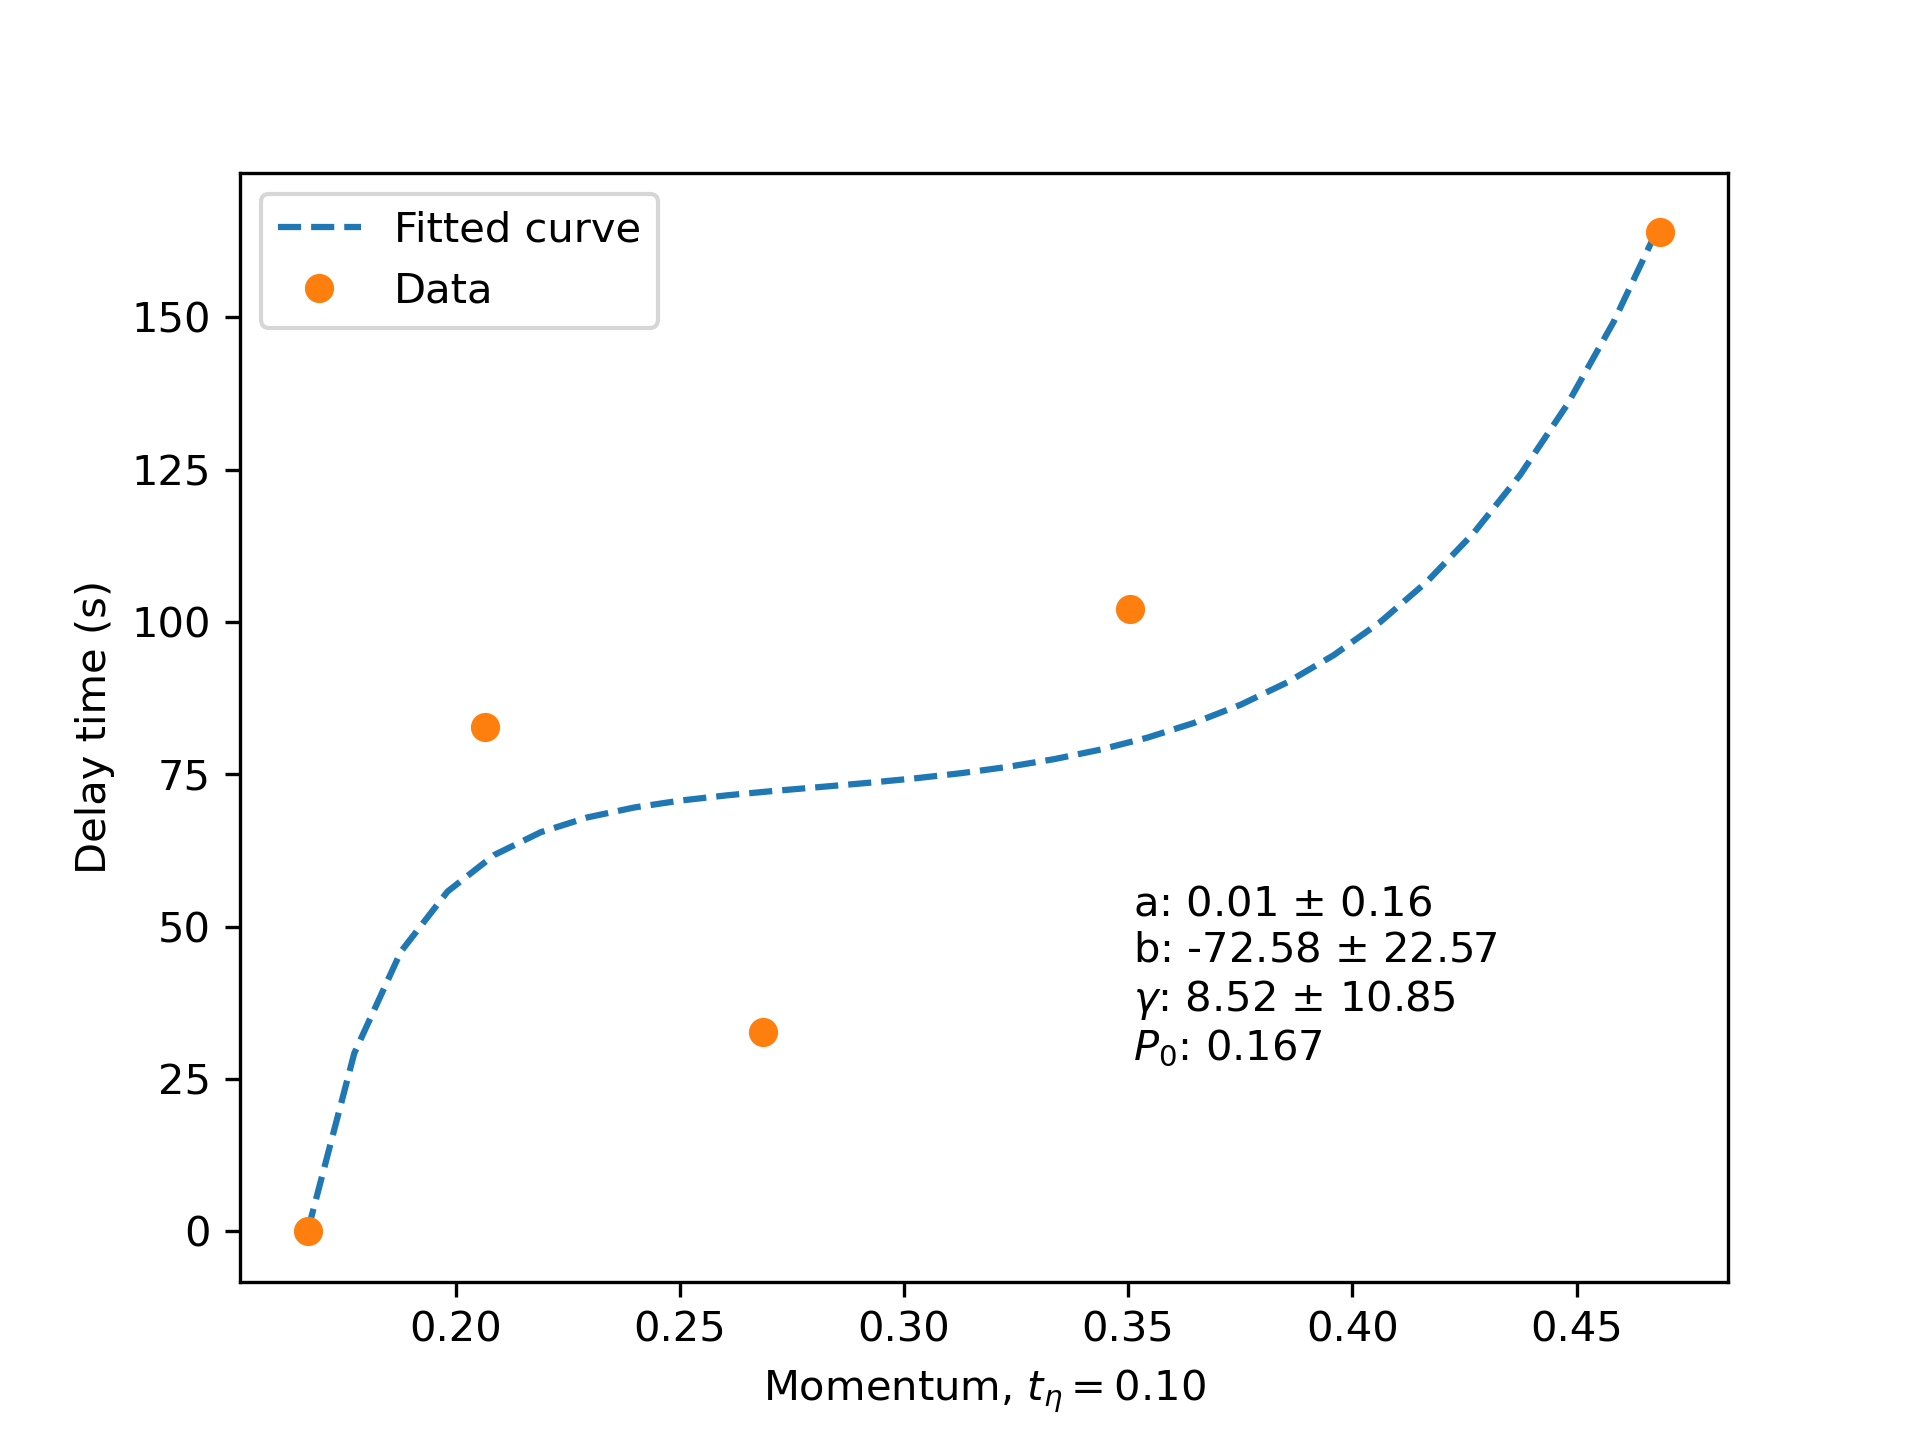 Fitted curve
Data
150
125
100
75
50
25
0
Delay time (s)
a: 0.01 ± 0.16
b: -72.58 ± 22.57
γ: 8.52 ± 10.85
P₀: 0.167
0.20 0.25 0.30 0.35 0.40 0.45
Momentum, tη = 0.10